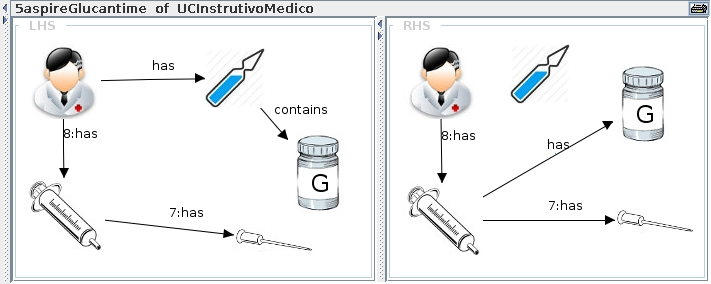 5aspireGlucantime of UCInstrutivoMedico
LHS
has
contains
8:has
G
7:has
RHS
G
8:has
has
7:has